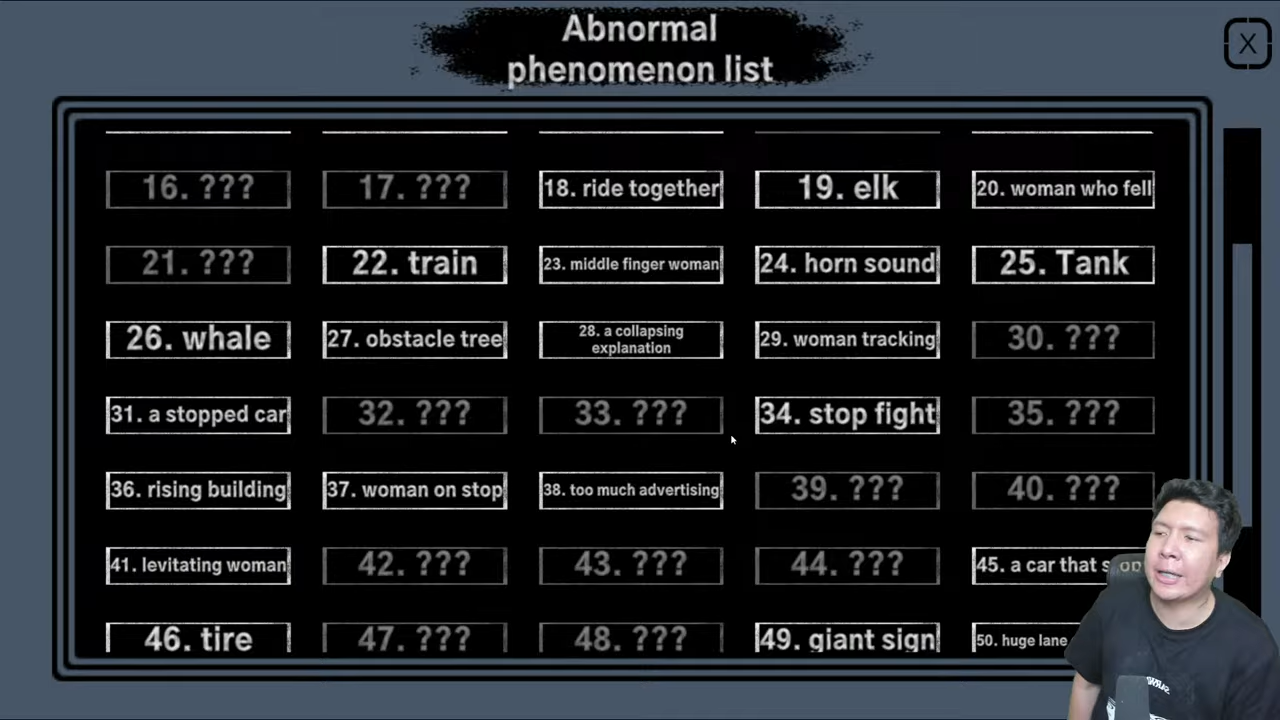 Abnormal
phenomenon list
X
16. ???
17. ???
18. ride together
19. elk
20. woman who fell
21. ???
22. train
23. middle finger woman
24. horn sound
25. Tank
26. whale
27. obstacle tree
28. a collapsing
explanation
29. woman tracking
30. ???
31. a stopped car
32. ???
33. ???
34. stop fight
35. ???
36. rising building
37. woman on stop
38. too much advertising
39. ???
40. ???
41. levitating woman
42. ???
43. ???
44. ???
45. a car that
46. tire
47. ???
48. ???
49. giant sign
50. huge lane